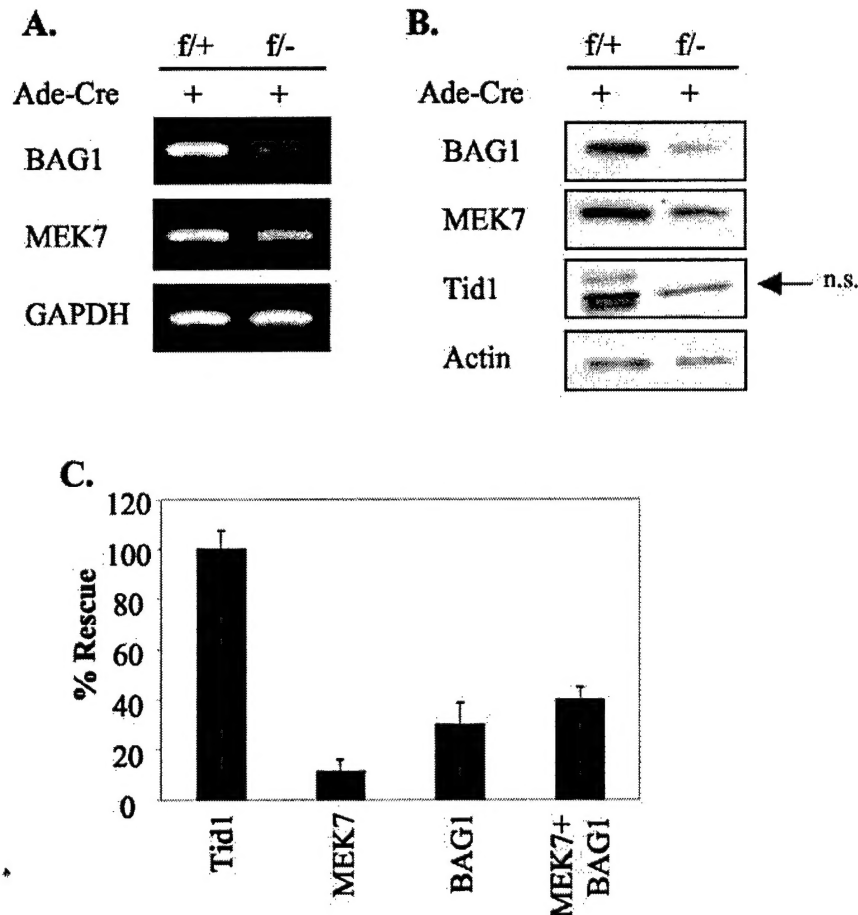 A.
f/+ f/-
Ade-Cre + +
BAG1
MEK7
GAPDH
B.
f/+ f/-
Ade-Cre + +
BAG1
MEK7
Tid1
n.s.
Actin
C.
% Rescue
120
100
80
60
40
20
0
Tid1
MEK7
BAG1
MEK7+
BAG1